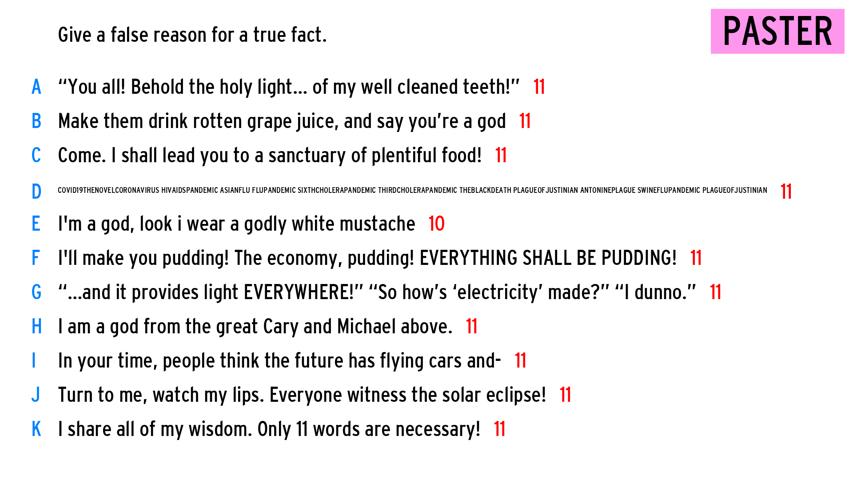 Give a false reason for a true fact.
PASTER
A “You all! Behold the holy light... of my well cleaned teeth!” 11
B Make them drink rotten grape juice, and say you’re a god 11
C Come. I shall lead you to a sanctuary of plentiful food! 11
D COVID19THENOVELCORONAVIRUS HIVAIDSPANDEMIC ASIANFLU FLUPANDEMIC SIXTHCHOLERAPANDEMIC THIRDCHOLERAPANDEMIC THEBLACKDEATH PLAGUEOFJUSTINIAN ANTONINEPLAGUE SWINEFLUPANDEMIC PLAGUEOFJUSTINIAN 11
E I'm a god, look i wear a godly white mustache 10
F I'll make you pudding! The economy, pudding! EVERYTHING SHALL BE PUDDING! 11
G “...and it provides light EVERYWHERE!” “So how’s ‘electricity’ made?” “I dunno.” 11
H I am a god from the great Cary and Michael above. 11
I In your time, people think the future has flying cars and- 11
J Turn to me, watch my lips. Everyone witness the solar eclipse! 11
K I share all of my wisdom. Only 11 words are necessary! 11